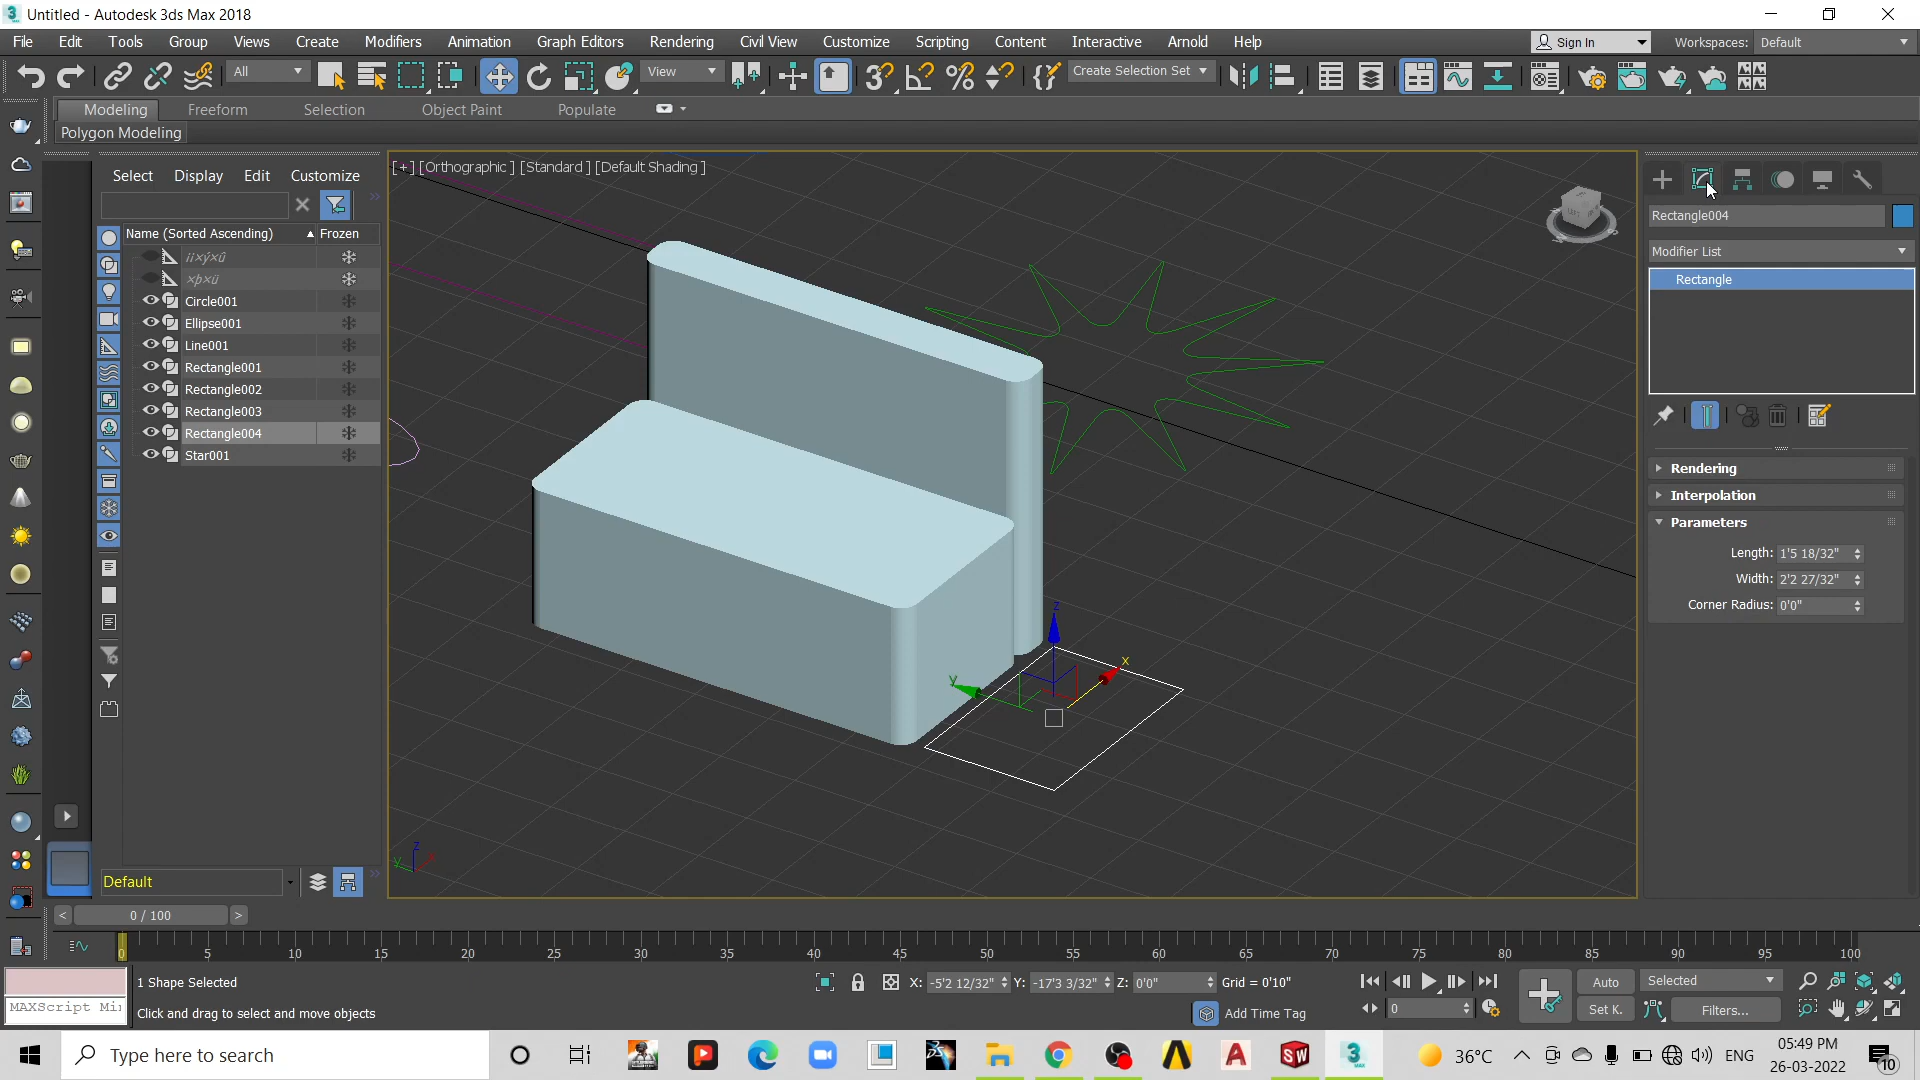 Untitled - Autodesk 3ds Max 2018
File Edit Tools Group Views Create Modifiers Animation Graph Editors Rendering Civil View Customize Scripting Content Interactive Arnold Help
Sign In Workspaces: Default
All View Create Selection Set
Modeling Freeform Selection Object Paint Populate
Polygon Modeling
Select Display Edit Customize
[+] [Orthographic ] [Standard ] [Default Shading ]
Name (Sorted Ascending) Frozen
¡¡×ý×û
×þ×ü
Circle001
Ellipse001
Line001
Rectangle001
Rectangle002
Rectangle003
Rectangle004
Star001
Rectangle004
Modifier List
Rectangle
Rendering
Interpolation
Parameters
Length: 1'5 18/32"
Width: 2'2 27/32"
Corner Radius: 0'0"
z
x
y
z
y
Default
0 / 100
0 5 10 15 20 25 30 35 40 45 50 55 60 65 70 75 80 85 90 95 100
1 Shape Selected
X: -5'2 12/32" Y: -17'3 3/32" Z: 0'0" Grid = 0'10"
Auto Selected
MAXScript Mi
Click and drag to select and move objects
Add Time Tag
0
Set K. Filters...
Type here to search
36°C ENG
05:49 PM
26-03-2022
10